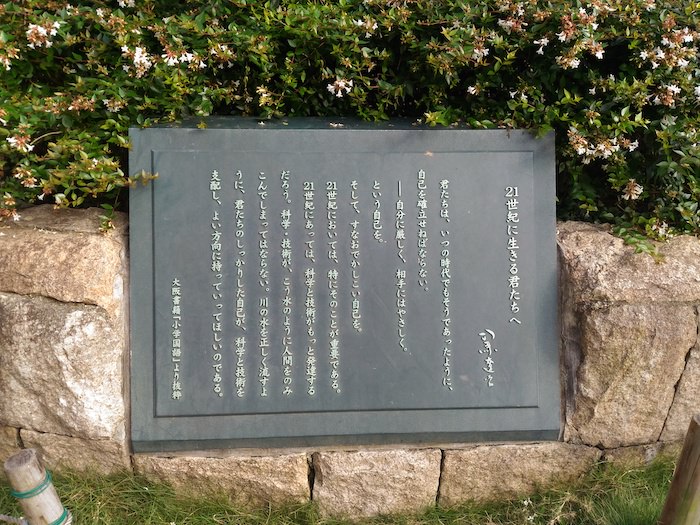 21世紀に生きる君たちへ
司馬遼太郎
君たちは、いつの時代でもそうであったように、
自己を確立せねばならない。
――自分に厳しく、相手にはやさしく。
という自己を。
そして、すなおでかしこい自己を。
21世紀においては、特にそのことが重要である。
21世紀にあっては、科学と技術がもっと発達する
だろう。科学・技術が、こう水のように人間をのみ
こんでしまってはならない。川の水を正しく流すよ
うに、君たちのしっかりした自己が、科学と技術を
支配し、よい方向に持っていってほしいのである。
大阪書籍『小学国語』より抜粋